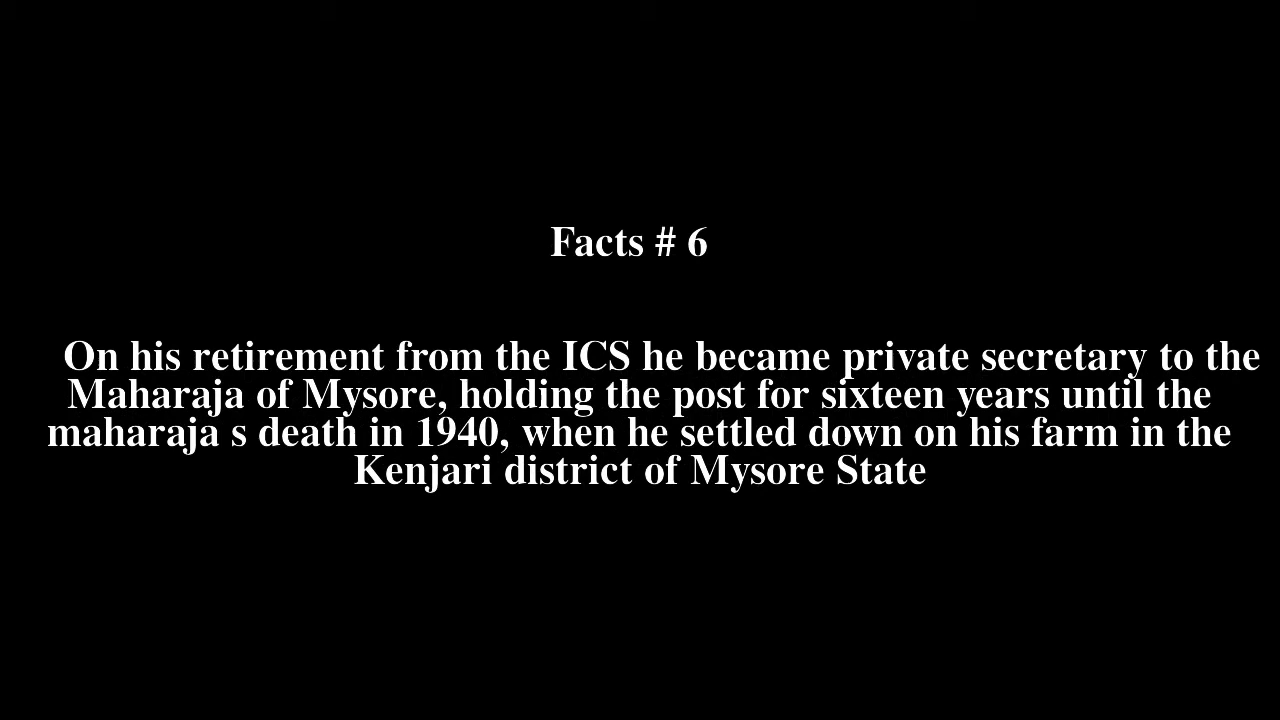 Facts # 6
On his retirement from the ICS he became private secretary to the
Maharaja of Mysore, holding the post for sixteen years until the
maharaja s death in 1940, when he settled down on his farm in the
Kenjari district of Mysore State